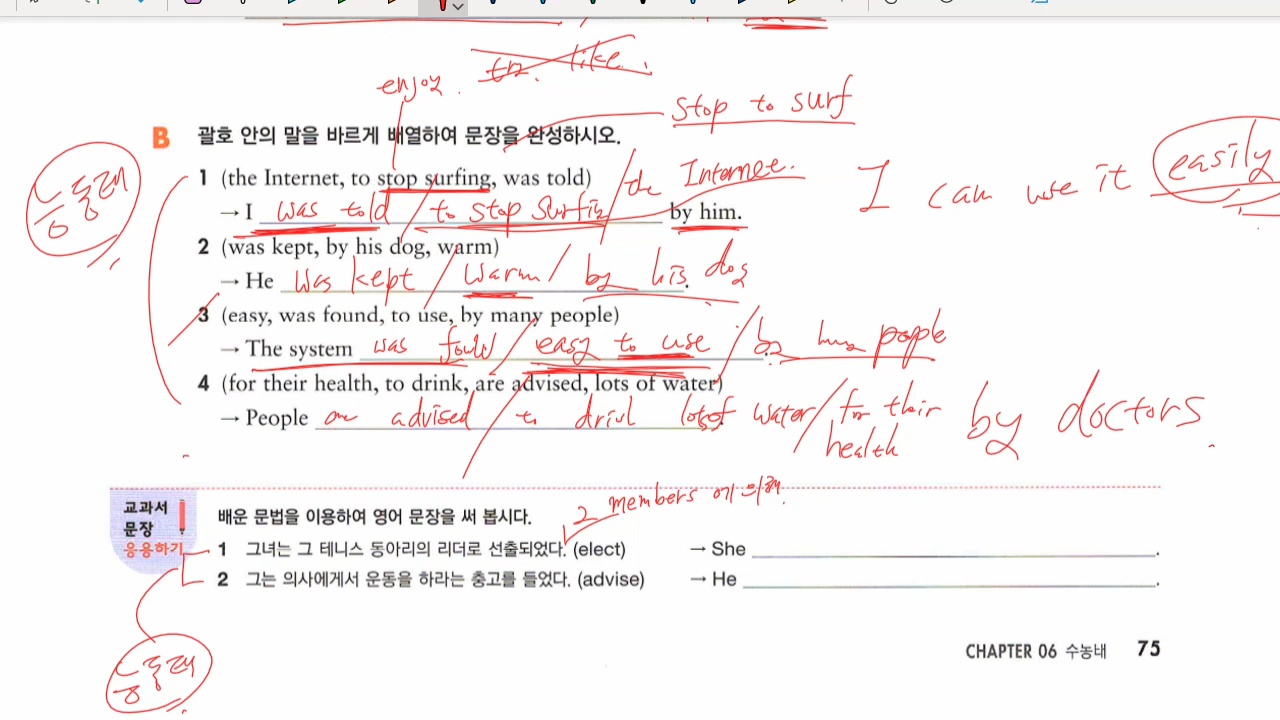 to like.
enjoy.
stop to surf
B 괄호 안의 말을 바르게 배열하여 문장을 완성하시오.
능동태
1 (the Internet, to stop surfing, was told)
the Internet.
I can use it easily
→ I was told / to stop surfing by him.
2 (was kept, by his dog, warm)
→ He was kept / warm / by his dog.
3 (easy, was found, to use, by many people)
→ The system was found / easy to use / by many people.
4 (for their health, to drink, are advised, lots of water)
→ People are advised to drink lots of water / for their health by doctors.
교과서
문장
응용하기
배운 문법을 이용하여 영어 문장을 써 봅시다.
2 members 에 의해.
1 그녀는 그 테니스 동아리의 리더로 선출되었다. (elect) → She .
2 그는 의사에게서 운동을 하라는 충고를 들었다. (advise) → He .
능동태
CHAPTER 06 수동태 75